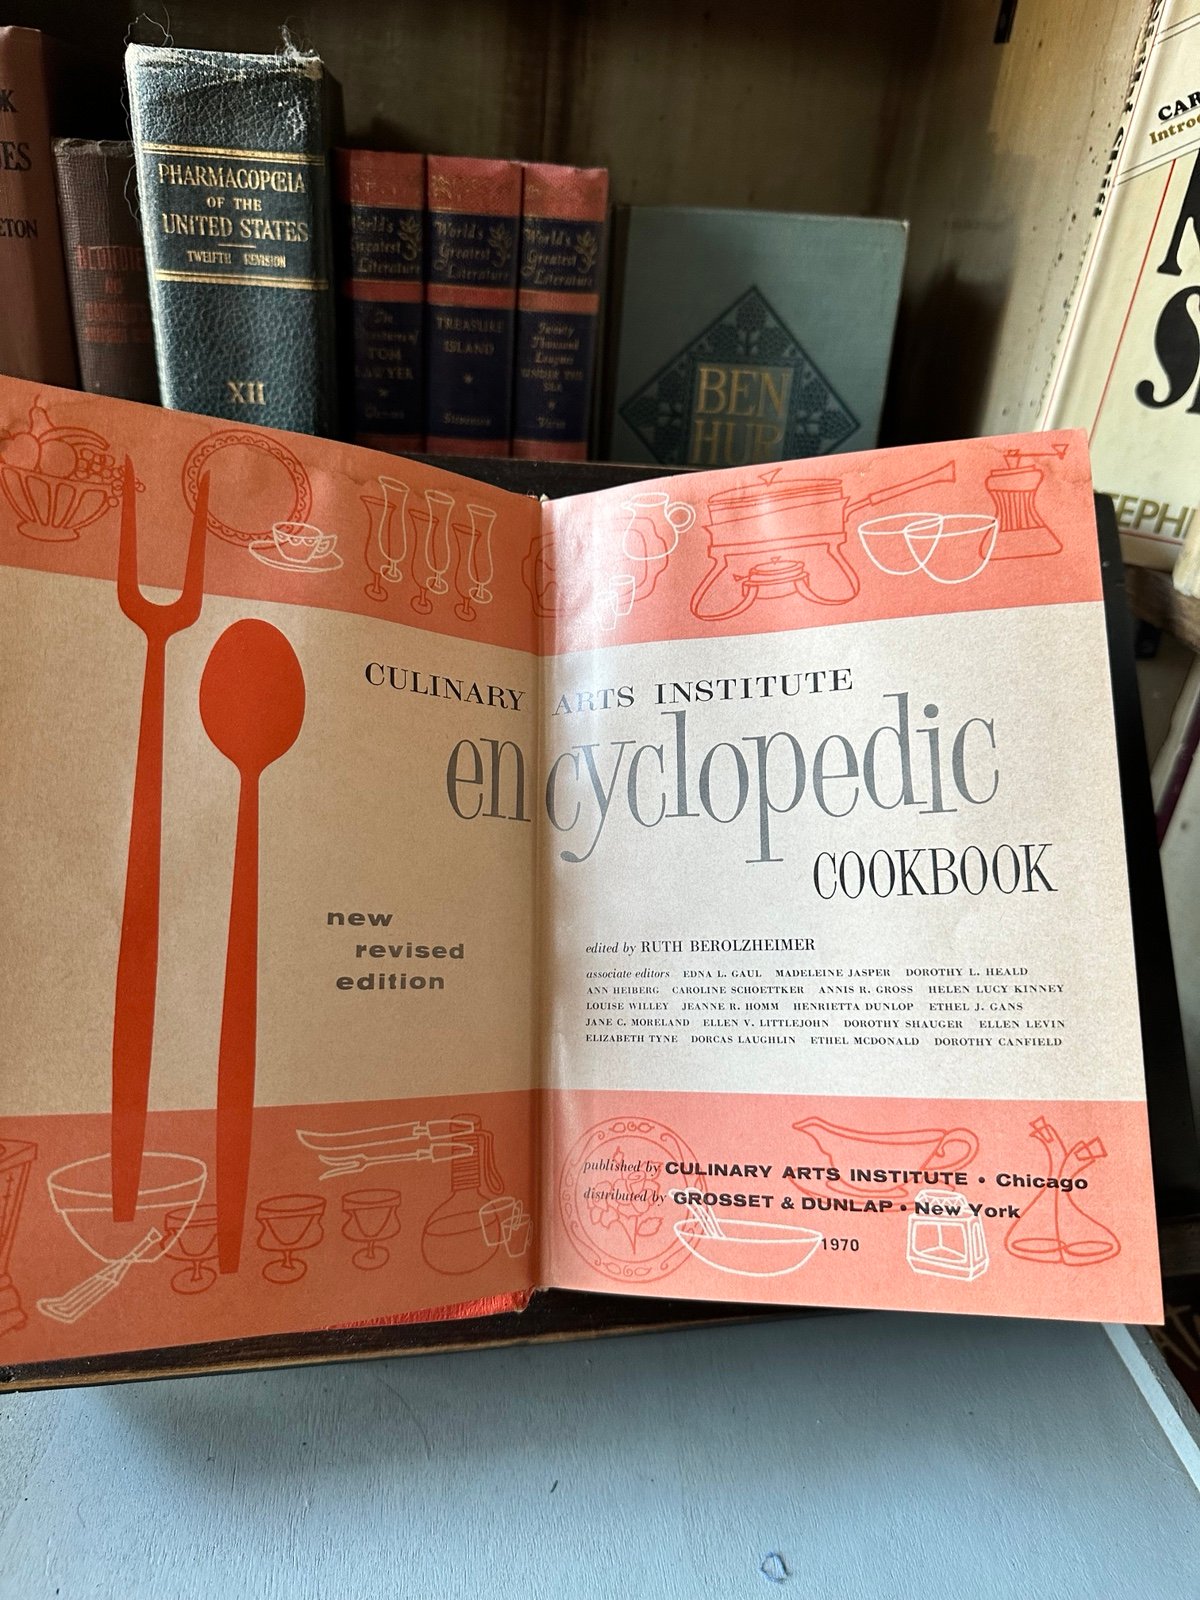 PHARMACOPŒIA
OF THE
UNITED STATES
TWELFTH REVISION
XII
World's
Greatest
Literature
TOM
SAWYER
World's
Greatest
Literature
TREASURE
ISLAND
Stevenson
World's
Greatest
Literature
Twenty
Thousand
Leagues
UNDER THE
SEA
Verne
BEN
HUR
CULINARY ARTS INSTITUTE
encyclopedic
COOKBOOK
new
revised
edition
edited by RUTH BEROLZHEIMER
associate editors EDNA L. GAUL MADELEINE JASPER DOROTHY L. HEALD
ANN HEIBERG CAROLINE SCHOETTKER ANNIS R. GROSS HELEN LUCY KINNEY
LOUISE WILLEY JEANNE R. HOMM HENRIETTA DUNLOP ETHEL J. GANS
JANE C. MORELAND ELLEN V. LITTLEJOHN DOROTHY SHAUGER ELLEN LEVIN
ELIZABETH TYNE DORCAS LAUGHLIN ETHEL MCDONALD DOROTHY CANFIELD
published by CULINARY ARTS INSTITUTE • Chicago
distributed by GROSSET & DUNLAP • New York
1970